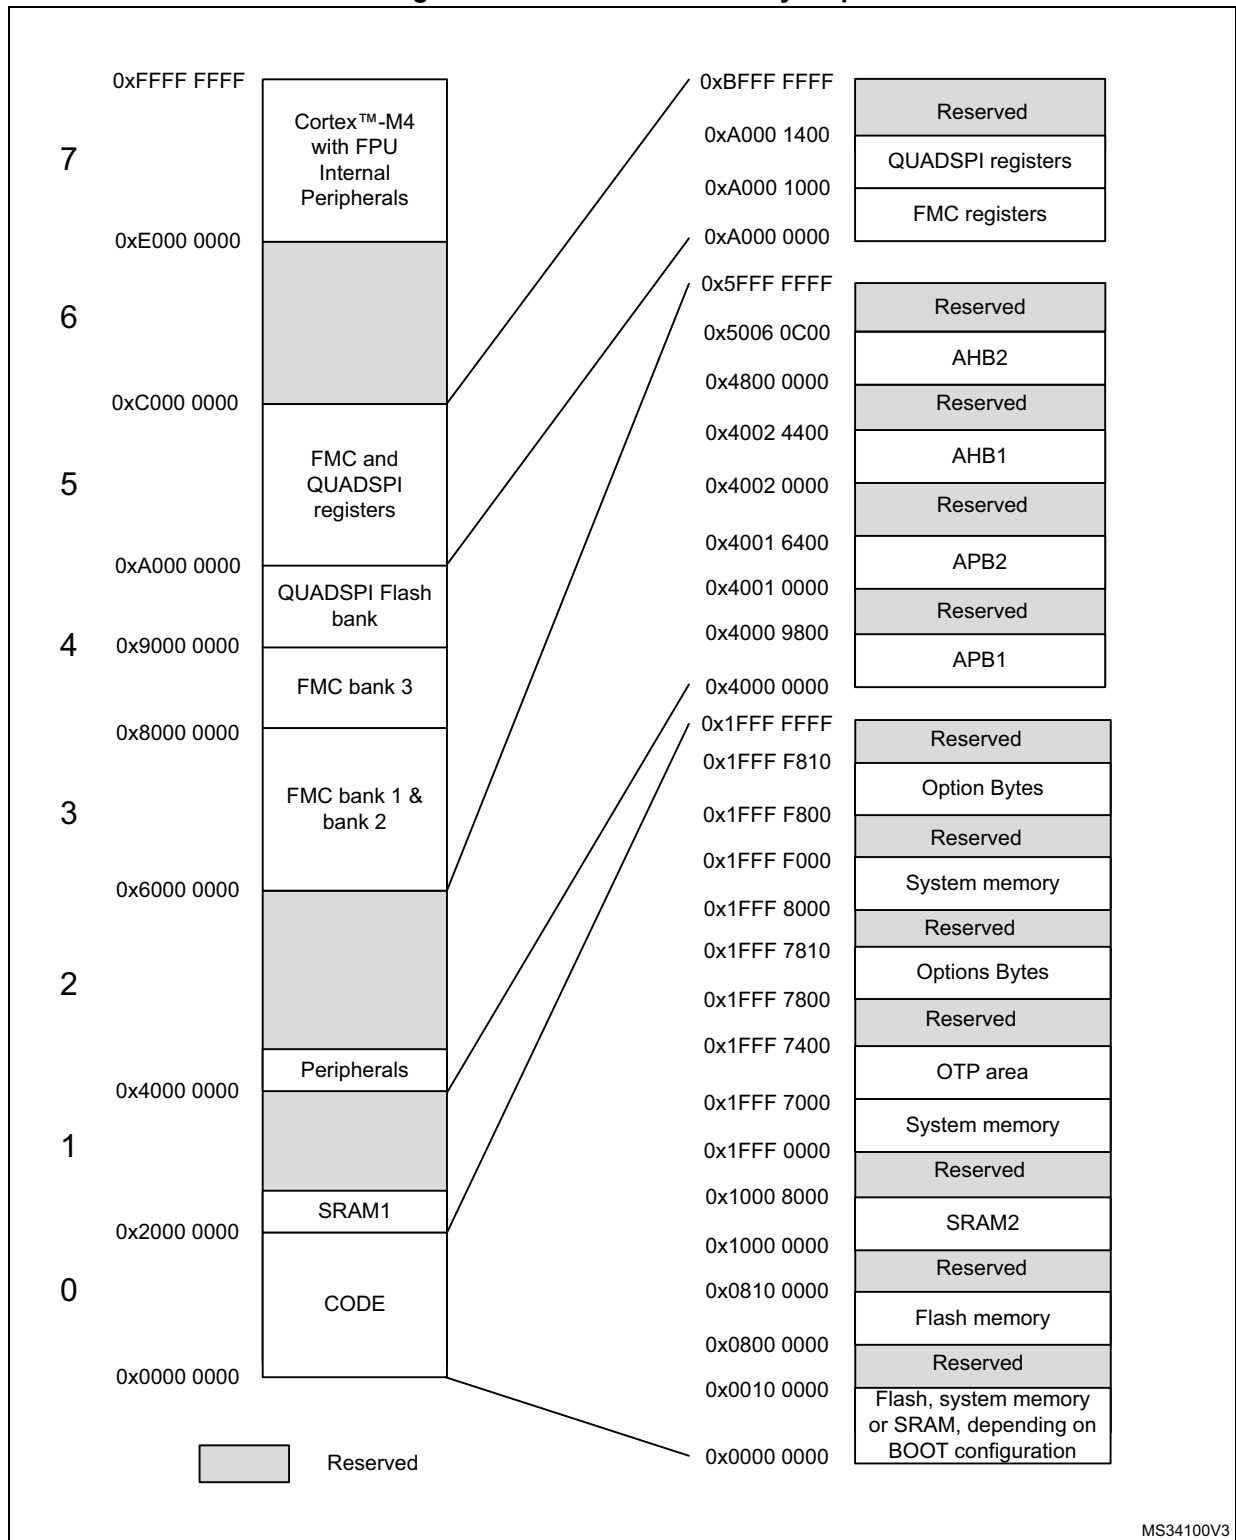 0xFFFF FFFF
Cortex™-M4
with FPU
Internal
Peripherals
7
0xE000 0000
6
0xC000 0000
FMC and
QUADSPI
registers
5
0xA000 0000
QUADSPI Flash
bank
4
0x9000 0000
FMC bank 3
0x8000 0000
FMC bank 1 &
bank 2
3
0x6000 0000
2
Peripherals
0x4000 0000
1
SRAM1
0x2000 0000
0
CODE
0x0000 0000
Reserved
0xBFFF FFFF
Reserved
0xA000 1400
QUADSPI registers
0xA000 1000
FMC registers
0xA000 0000
0x5FFF FFFF
Reserved
0x5006 0C00
AHB2
0x4800 0000
Reserved
0x4002 4400
AHB1
0x4002 0000
Reserved
0x4001 6400
APB2
0x4001 0000
Reserved
0x4000 9800
APB1
0x4000 0000
0x1FFF FFFF
Reserved
0x1FFF F810
Option Bytes
0x1FFF F800
Reserved
0x1FFF F000
System memory
0x1FFF 8000
Reserved
0x1FFF 7810
Options Bytes
0x1FFF 7800
Reserved
0x1FFF 7400
OTP area
0x1FFF 7000
System memory
0x1FFF 0000
Reserved
0x1000 8000
SRAM2
0x1000 0000
Reserved
0x0810 0000
Flash memory
0x0800 0000
Reserved
0x0010 0000
Flash, system memory
or SRAM, depending on
BOOT configuration
0x0000 0000
MS34100V3